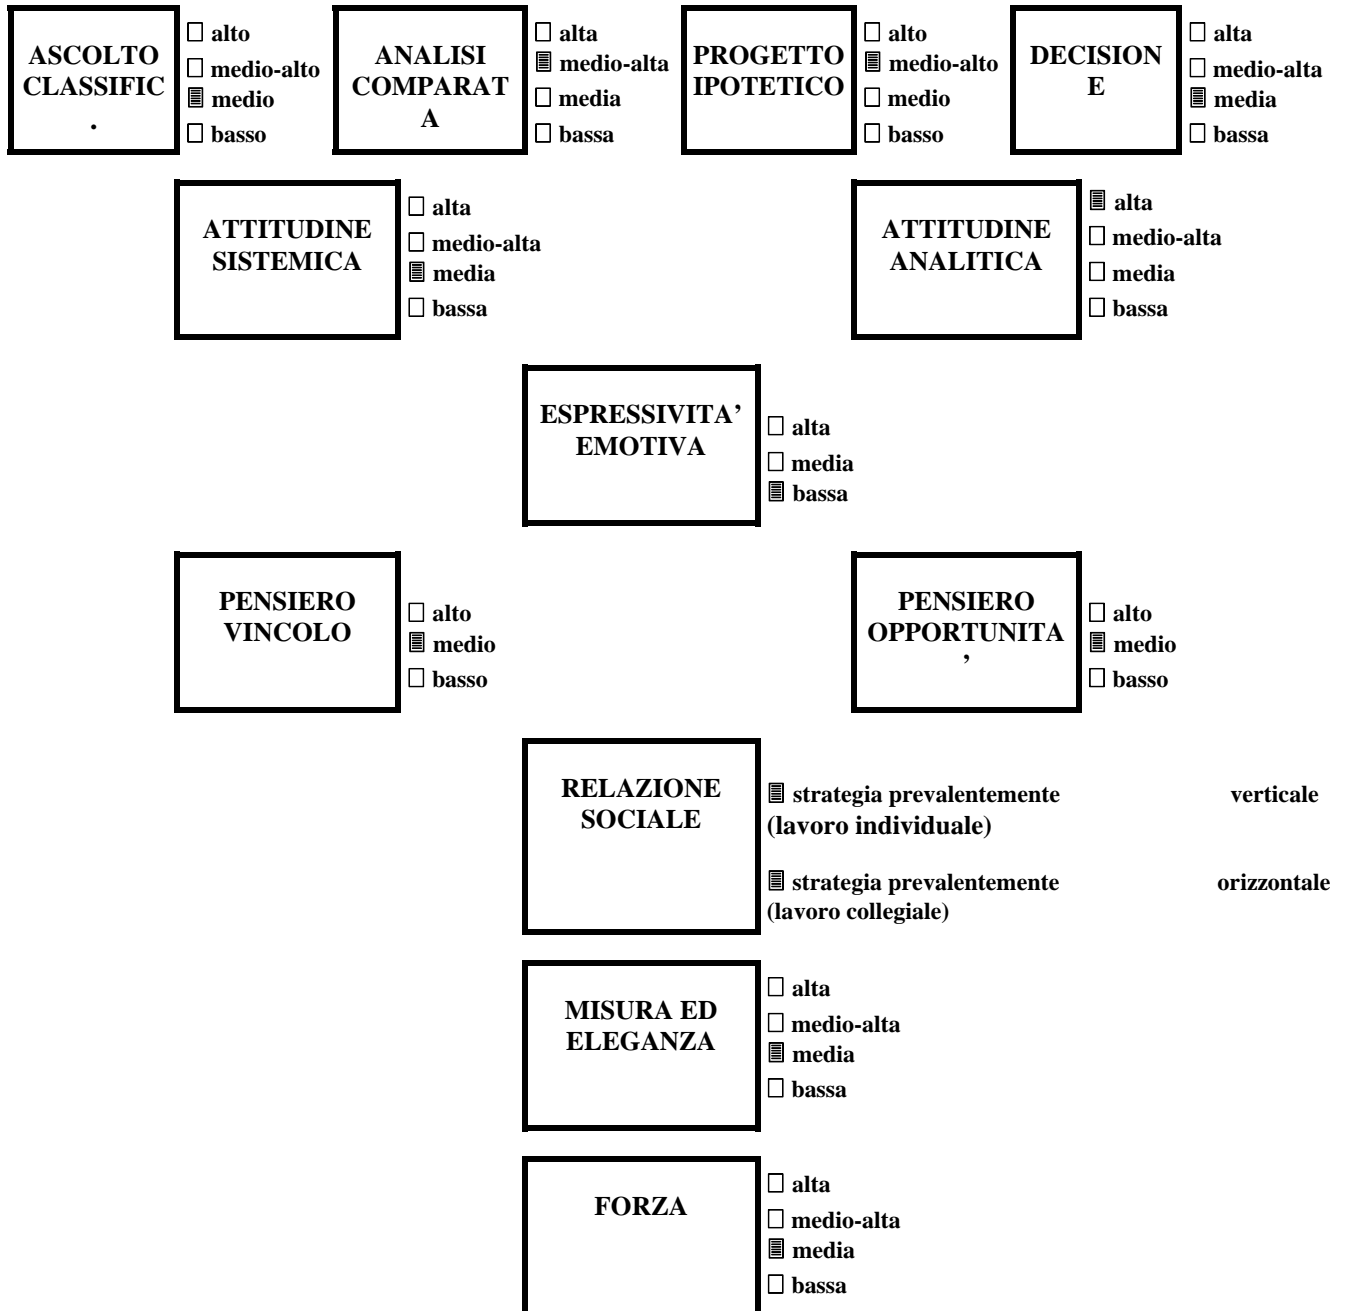 ASCOLTO
CLASSIFIC
.
☐ alto
☐ medio-alto
🗏 medio
☐ basso
ANALISI
COMPARAT
A
☐ alta
🗏 medio-alta
☐ media
☐ bassa
PROGETTO
IPOTETICO
☐ alto
🗏 medio-alto
☐ medio
☐ basso
DECISION
E
☐ alta
☐ medio-alta
🗏 media
☐ bassa
ATTITUDINE
SISTEMICA
☐ alta
☐ medio-alta
🗏 media
☐ bassa
ATTITUDINE
ANALITICA
🗏 alta
☐ medio-alta
☐ media
☐ bassa
ESPRESSIVITA’
EMOTIVA
☐ alta
☐ media
🗏 bassa
PENSIERO
VINCOLO
☐ alto
🗏 medio
☐ basso
PENSIERO
OPPORTUNITA
’
☐ alto
🗏 medio
☐ basso
RELAZIONE
SOCIALE
🗏 strategia prevalentemente verticale
(lavoro individuale)
🗏 strategia prevalentemente orizzontale
(lavoro collegiale)
MISURA ED
ELEGANZA
☐ alta
☐ medio-alta
🗏 media
☐ bassa
FORZA
☐ alta
☐ medio-alta
🗏 media
☐ bassa